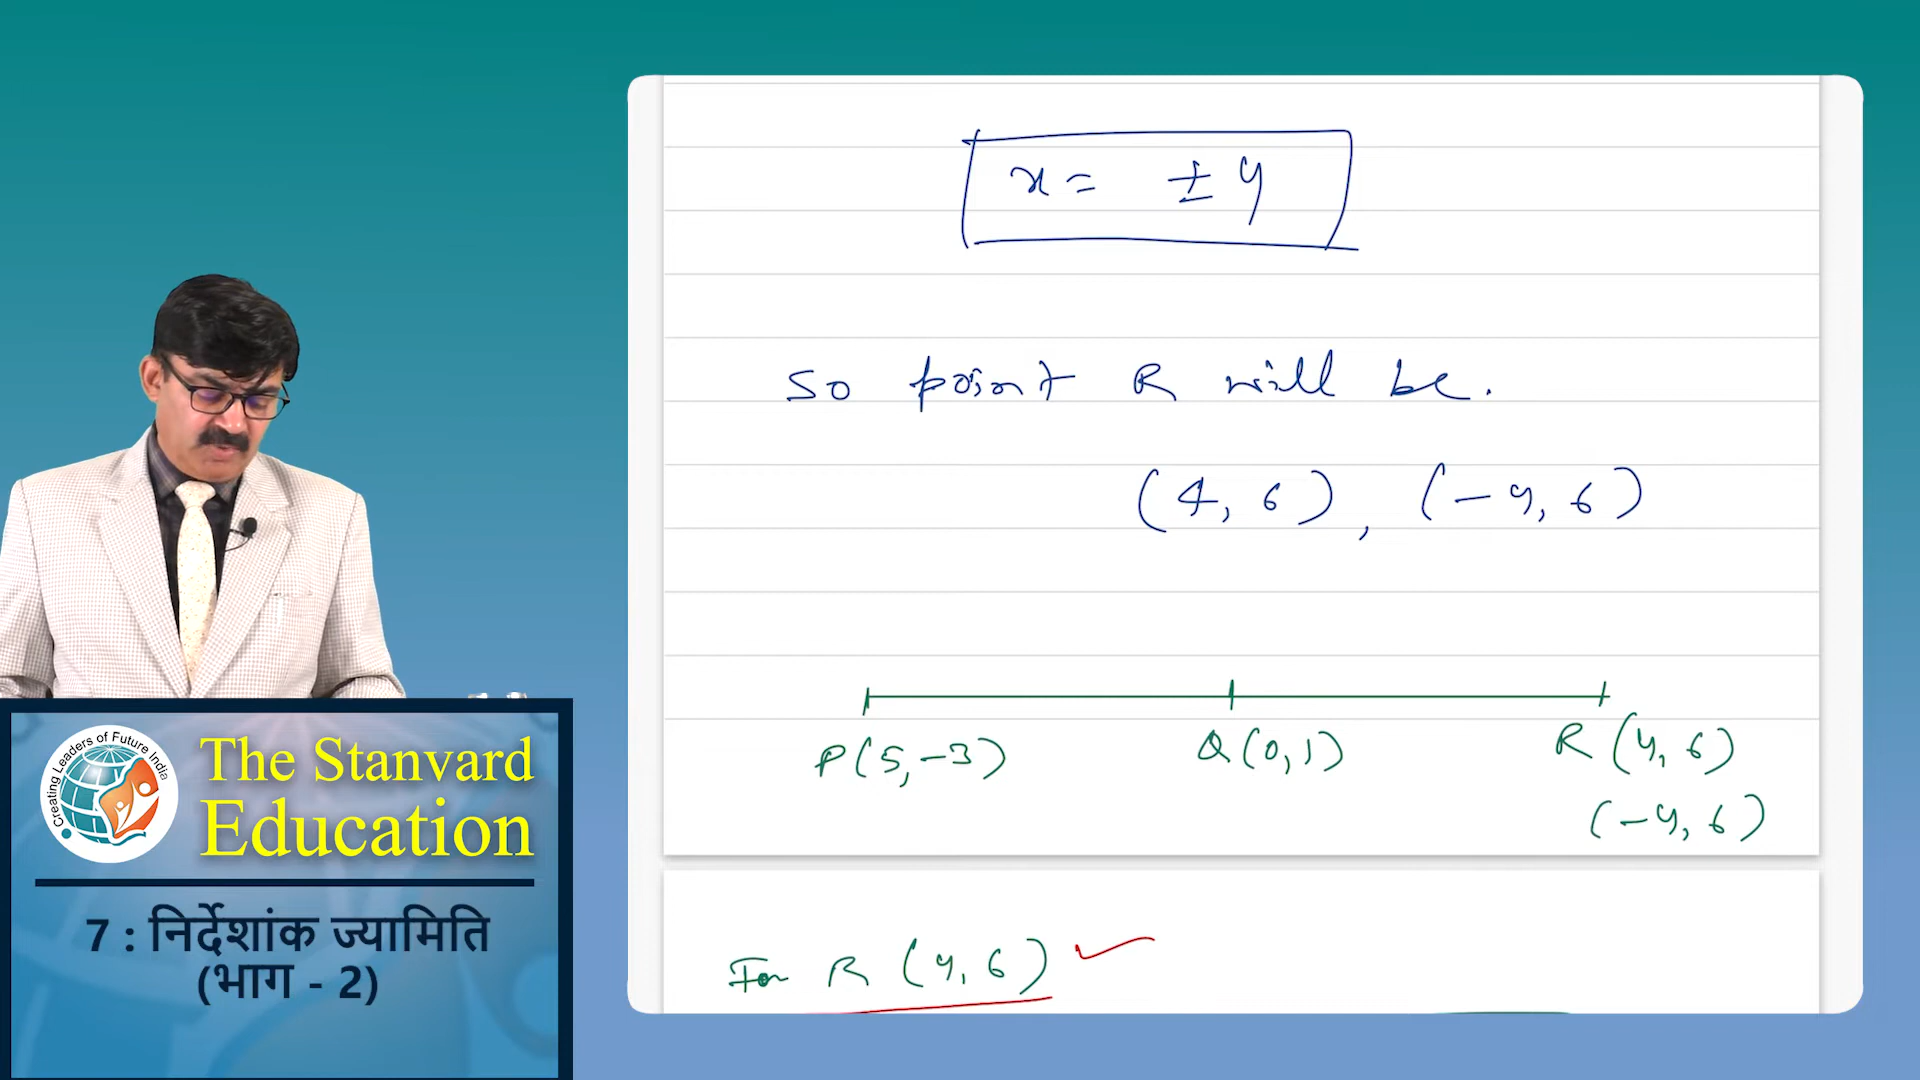 x = ± 4
So point R will be.
(4, 6), (-4, 6)
P(5,-3) Q(0,1) R(4,6)
(-4, 6)
For R (4,6)
Creating Leaders of Future India
The Stanvard
Education
7 : निर्देशांक ज्यामिति
(भाग - 2)